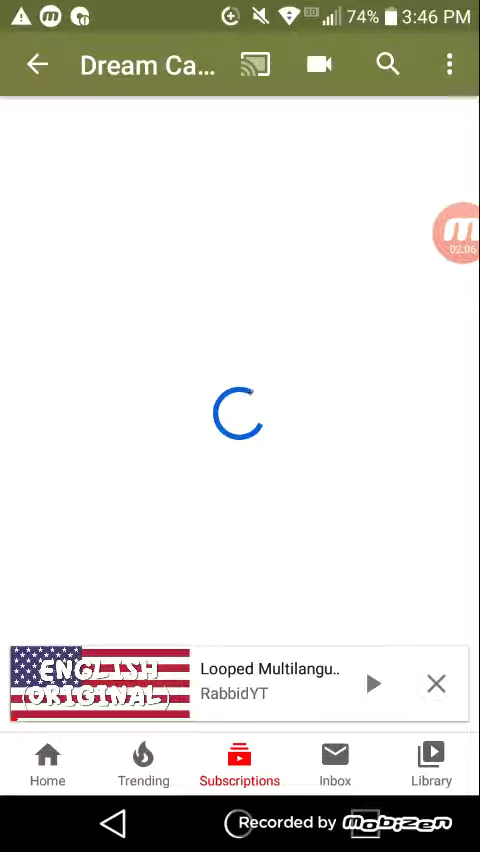 3G 74% 3:46 PM
Dream Ca...
02:06
ENGLISH
ORIGINAL
Looped Multilangu..
RabbidYT
Home
Trending
Subscriptions
Inbox
Library
Recorded by mobizen